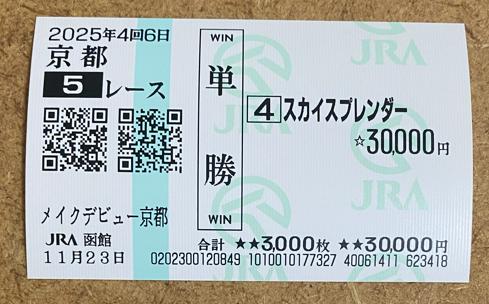 2025年4回6日
京都
5レース
メイクデビュー京都
JRA 函館
11月23日
WIN
単勝
WIN
4 スカイスプレンダー
☆30,000円
JRA
JRA
合計 ★★3,000枚 ★★30,000円
0202300120849 1010010177327 40061411 623418